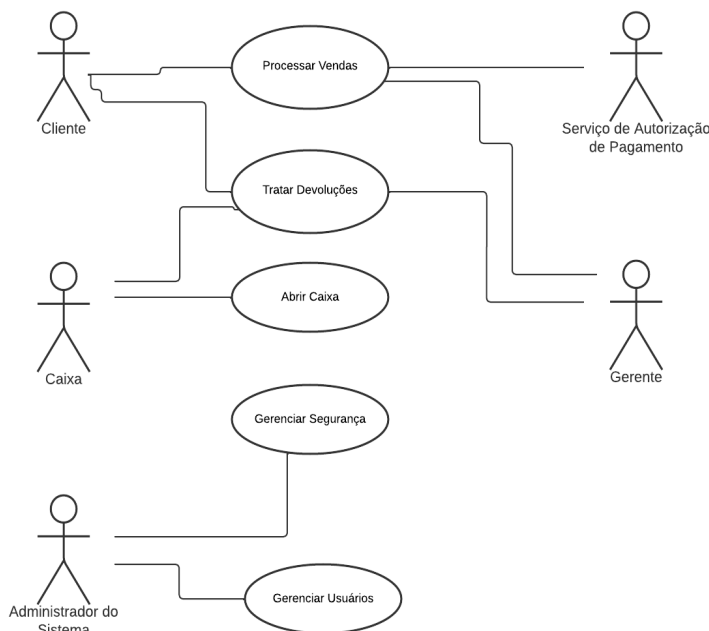 Processar Vendas
Cliente
Serviço de Autorização
de Pagamento
Tratar Devoluções
Abrir Caixa
Caixa
Gerente
Gerenciar Segurança
Gerenciar Usuários
Administrador do
Sistema